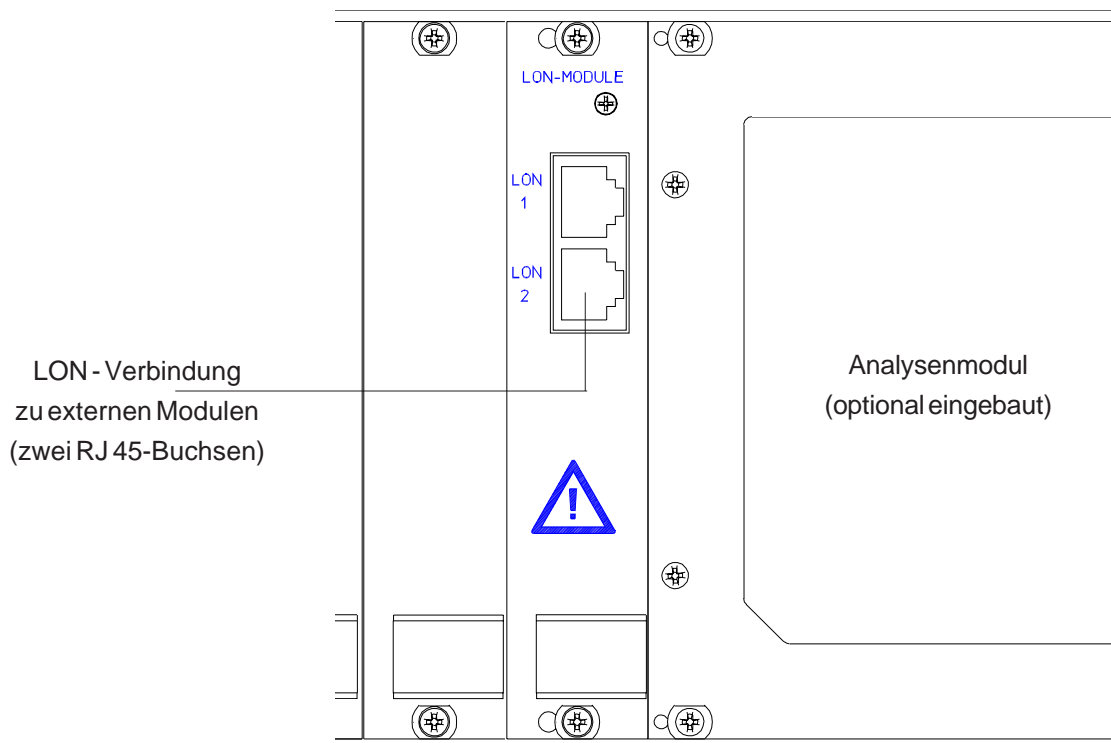 LON-MODULE
LON
1
LON
2
LON - Verbindung
zu externen Modulen
(zwei RJ 45-Buchsen)
Analysenmodul
(optional eingebaut)
!